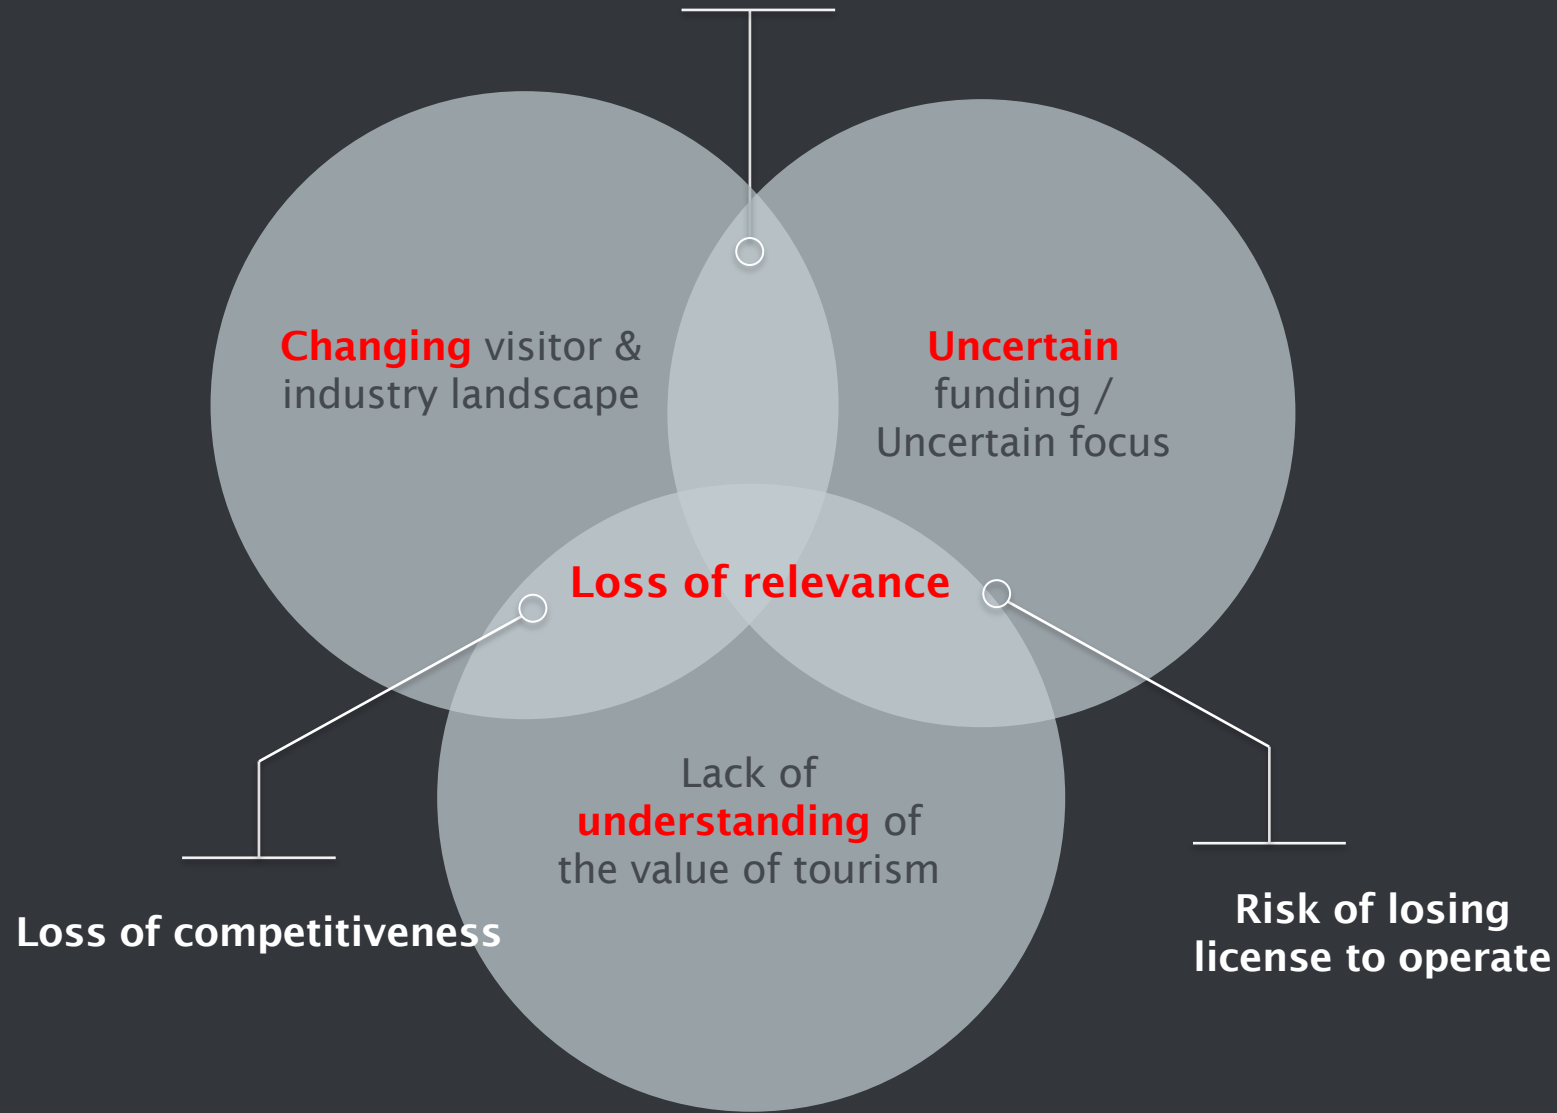 Changing visitor &
industry landscape
Uncertain
funding /
Uncertain focus
Loss of relevance
Lack of
understanding of
the value of tourism
Loss of competitiveness
Risk of losing
license to operate